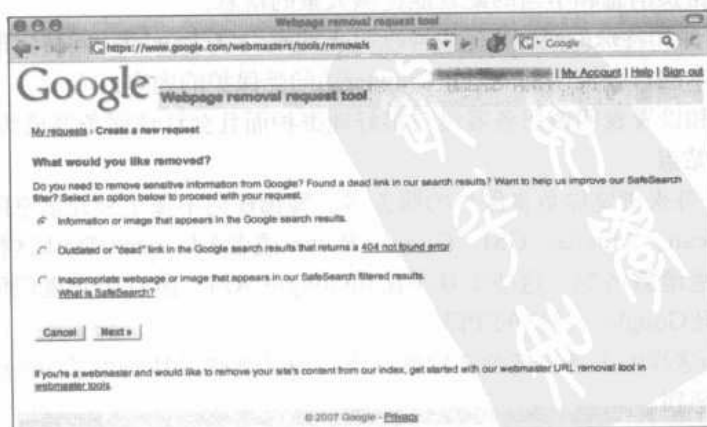 Webpage removal request tool
https://www.google.com/webmasters/tools/removals
Google
Google Webpage removal request tool
| My Account | Help | Sign out
My requests › Create a new request
What would you like removed?
Do you need to remove sensitive information from Google? Found a dead link in our search results? Want to help us improve our SafeSearch
filter? Select an option below to proceed with your request.
Information or image that appears in the Google search results.
Outdated or "dead" link in the Google search results that returns a 404 not found error
Inappropriate webpage or image that appears in our SafeSearch filtered results.
What is SafeSearch?
Cancel Next »
If you're a webmaster and would like to remove your site's content from our index, get started with our webmaster URL removal tool in
webmaster tools.
© 2007 Google - Privacy